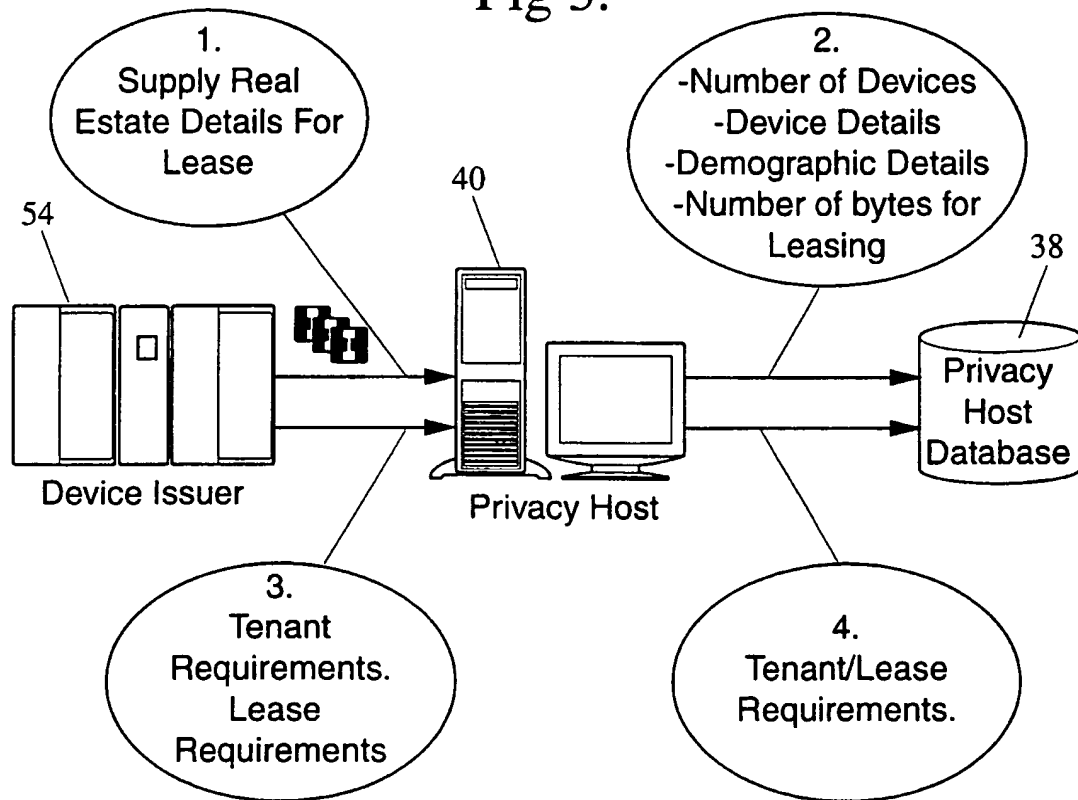 Fig 5.
1.
Supply Real
Estate Details For
Lease
2.
-Number of Devices
-Device Details
-Demographic Details
-Number of bytes for
Leasing
54
40
38
Device Issuer
Privacy Host
Privacy
Host
Database
3.
Tenant
Requirements.
Lease
Requirements
4.
Tenant/Lease
Requirements.